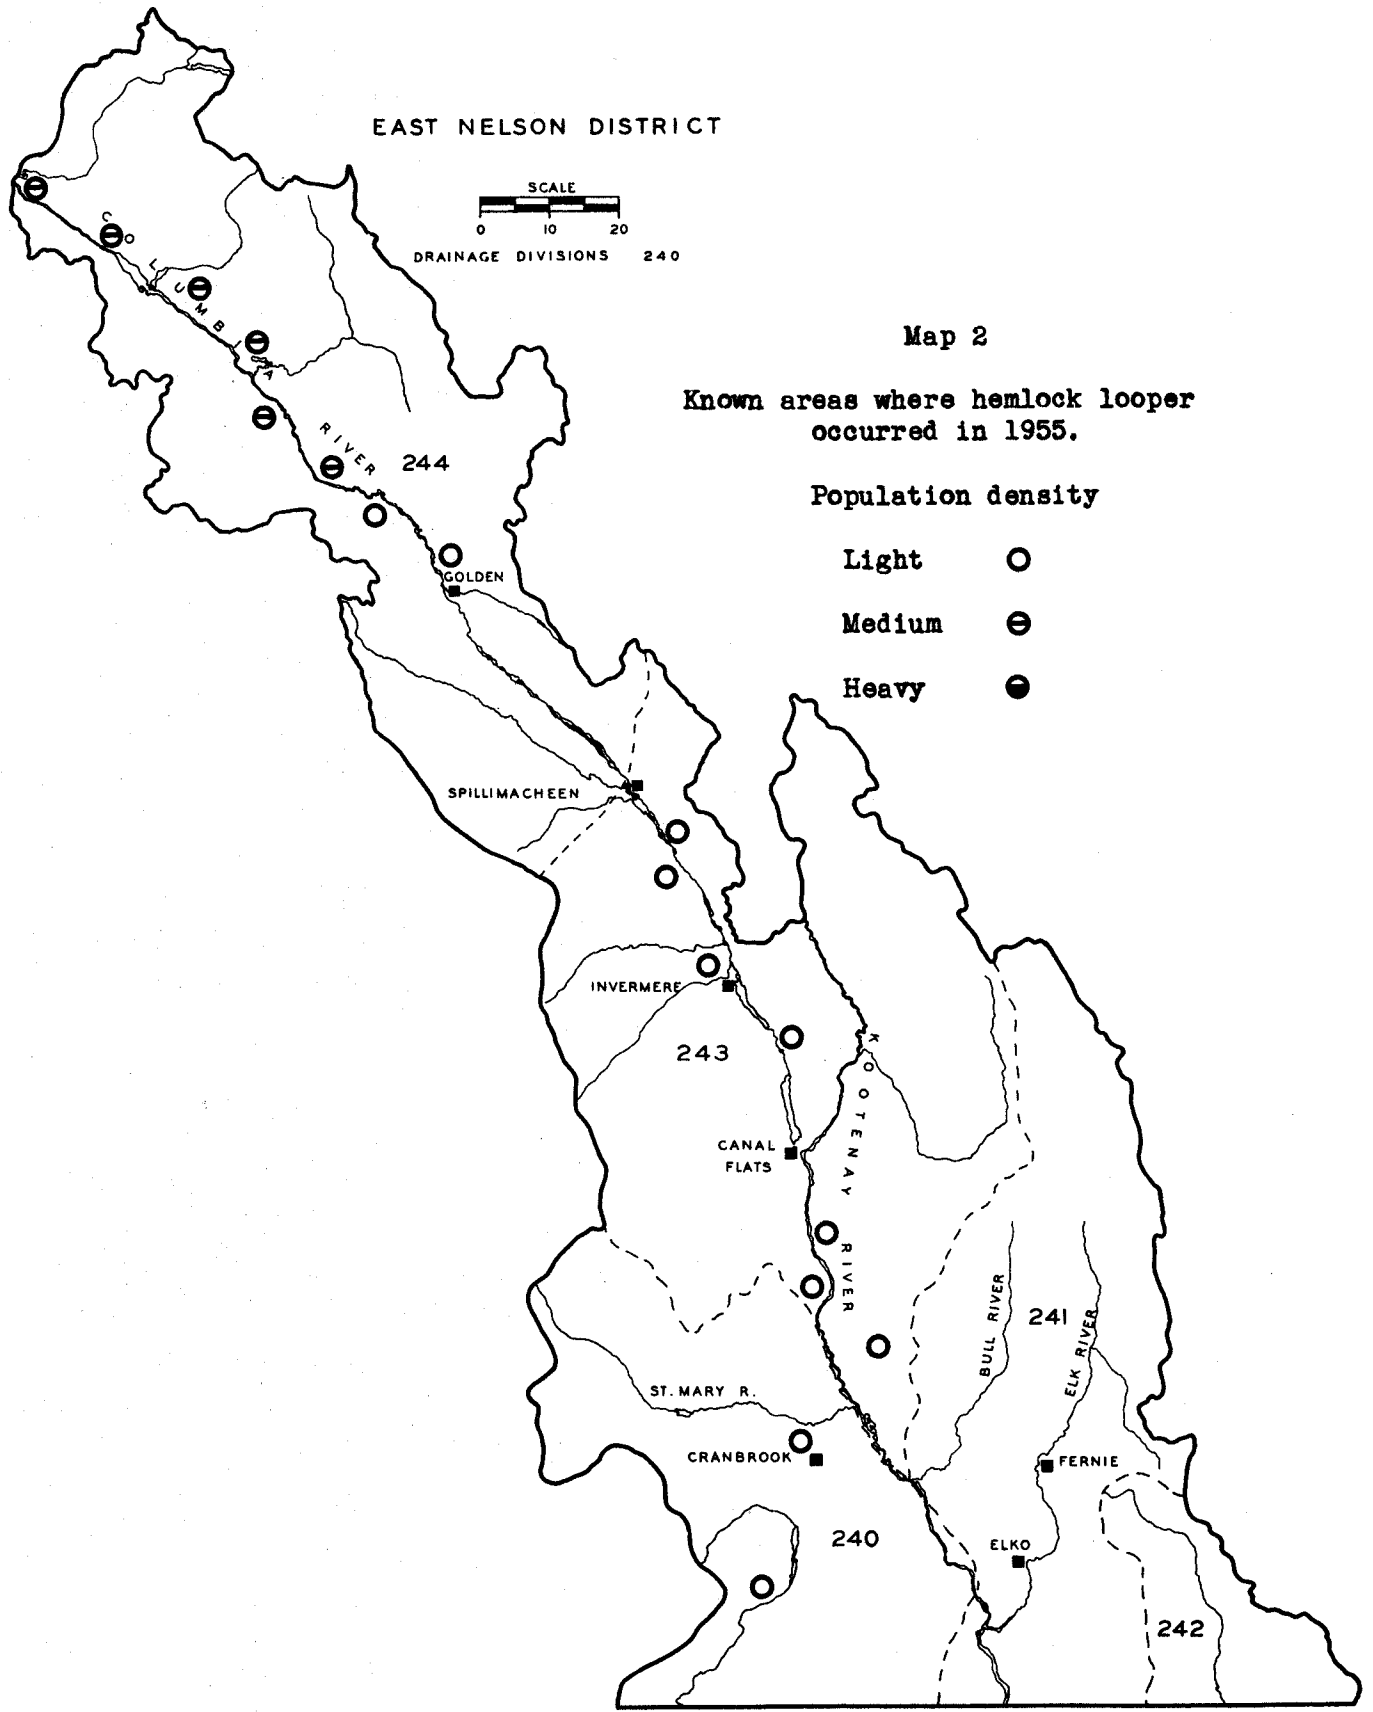 EAST NELSON DISTRICT
SCALE
0 10 20
DRAINAGE DIVISIONS 240
Map 2
Known areas where hemlock looper
occurred in 1955.
Population density
Light
Medium
Heavy
COLUMBIA RIVER
244
GOLDEN
SPILLIMACHEEN
INVERMERE
243
KOOTENAY RIVER
CANAL
FLATS
BULL RIVER
241
ELK RIVER
ST. MARY R.
CRANBROOK
FERNIE
240
ELKO
242